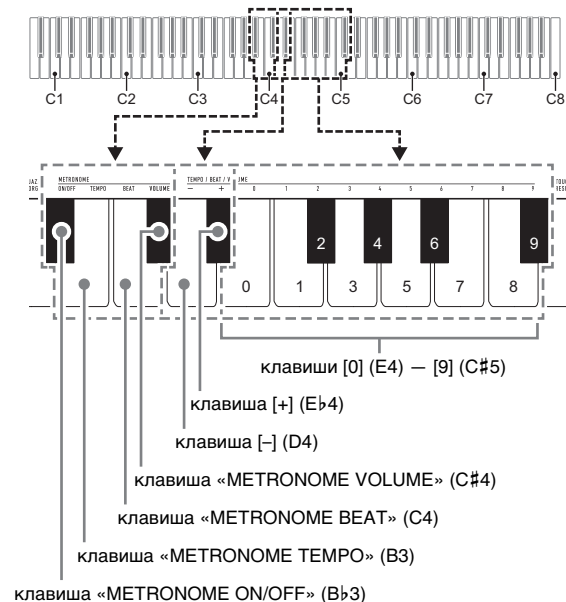 C1 C2 C3 C4 C5 C6 C7 C8
METRONOME TEMPO / BEAT / V UME
ON/OFF TEMPO BEAT VOLUME − + 0 1 2 3 4 5 6 7 8 9
2 4 6 9
0 1 3 5 7 8
клавиши [0] (E4) — [9] (C♯5)
клавиша [+] (E♭4)
клавиша [–] (D4)
клавиша «METRONOME VOLUME» (C♯4)
клавиша «METRONOME BEAT» (C4)
клавиша «METRONOME TEMPO» (B3)
клавиша «METRONOME ON/OFF» (B♭3)